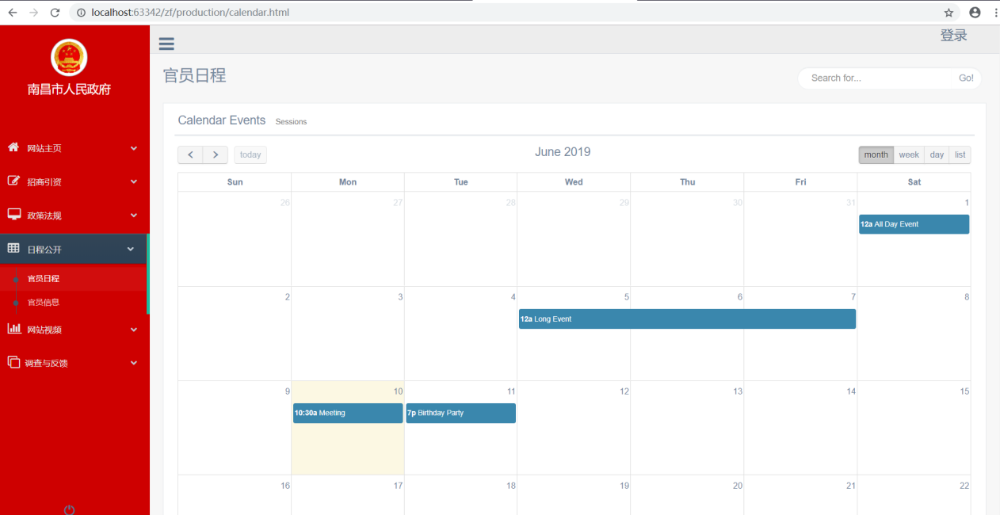 localhost:63342/zf/production/calendar.html
南昌市人民政府
网站主页
招商引资
政策法规
日程公开
官员日程
官员信息
网站视频
调查与反馈
登录
官员日程
Search for... Go!
Calendar Events Sessions
today June 2019 month week day list
Sun Mon Tue Wed Thu Fri Sat
26 27 28 29 30 31 1
12a All Day Event
2 3 4 5 6 7 8
12a Long Event
9 10 11 12 13 14 15
10:30a Meeting 7p Birthday Party
16 17 18 19 20 21 22